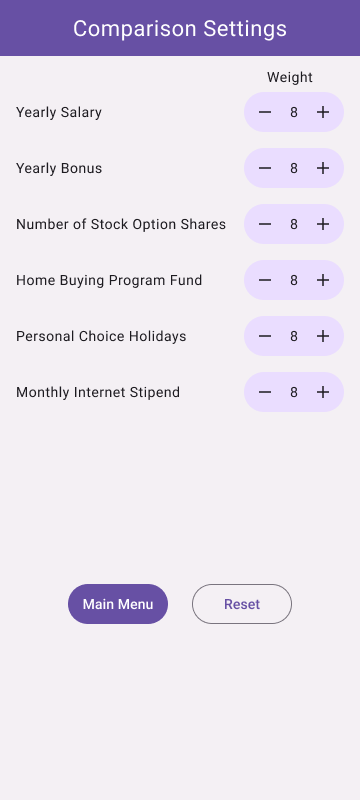 Comparison Settings
Weight
Yearly Salary — 8 +
Yearly Bonus — 8 +
Number of Stock Option Shares — 8 +
Home Buying Program Fund — 8 +
Personal Choice Holidays — 8 +
Monthly Internet Stipend — 8 +
Main Menu Reset